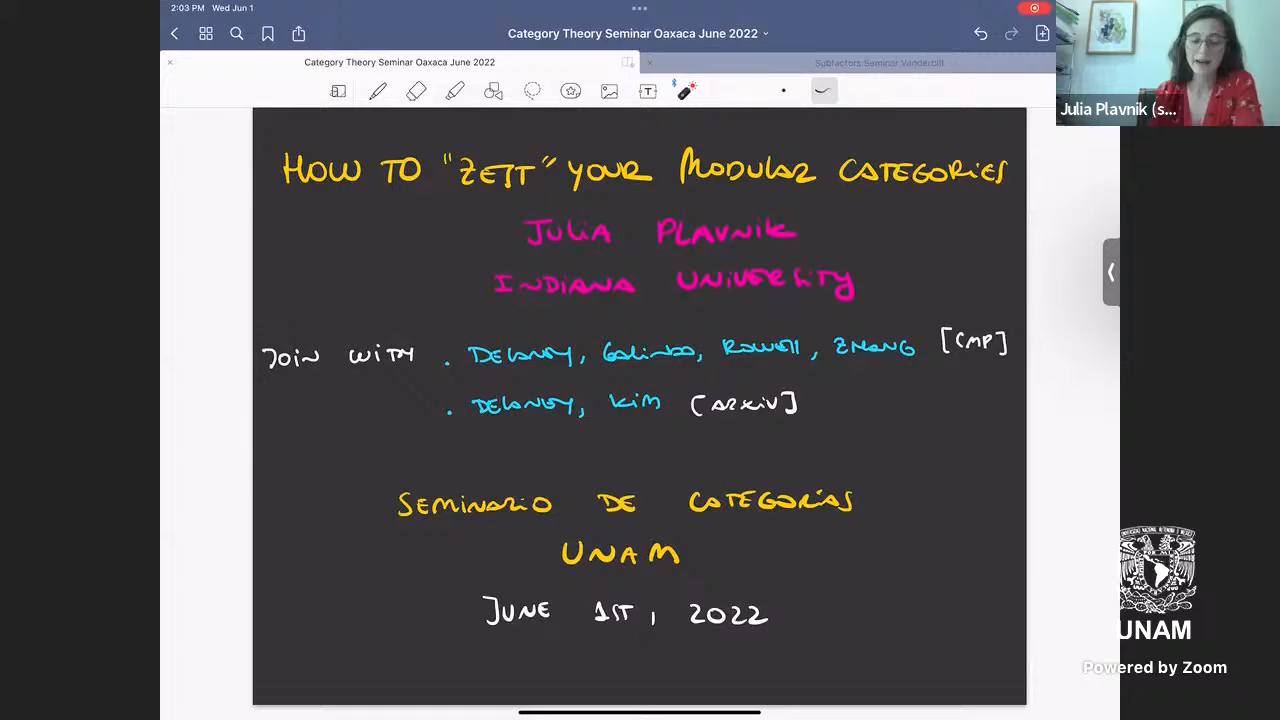 2:03 PM Wed Jun 1
Category Theory Seminar Oaxaca June 2022
Category Theory Seminar Oaxaca June 2022
Subfactors Seminar Vanderbilt
Julia Plavnik (s...
HOW TO "ZEST" YOUR MODULAR CATEGORIES
JULIA PLAVNIK
INDIANA UNIVERSITY
JOIN WITH . DELANEY, GALINDO, ROWELL, ZHANG [CMP]
. DELANEY, KIM [ARXIV]
SEMINARIO DE CATEGORÍAS
UNAM
JUNE 1ST, 2022
UNAM
Powered by Zoom